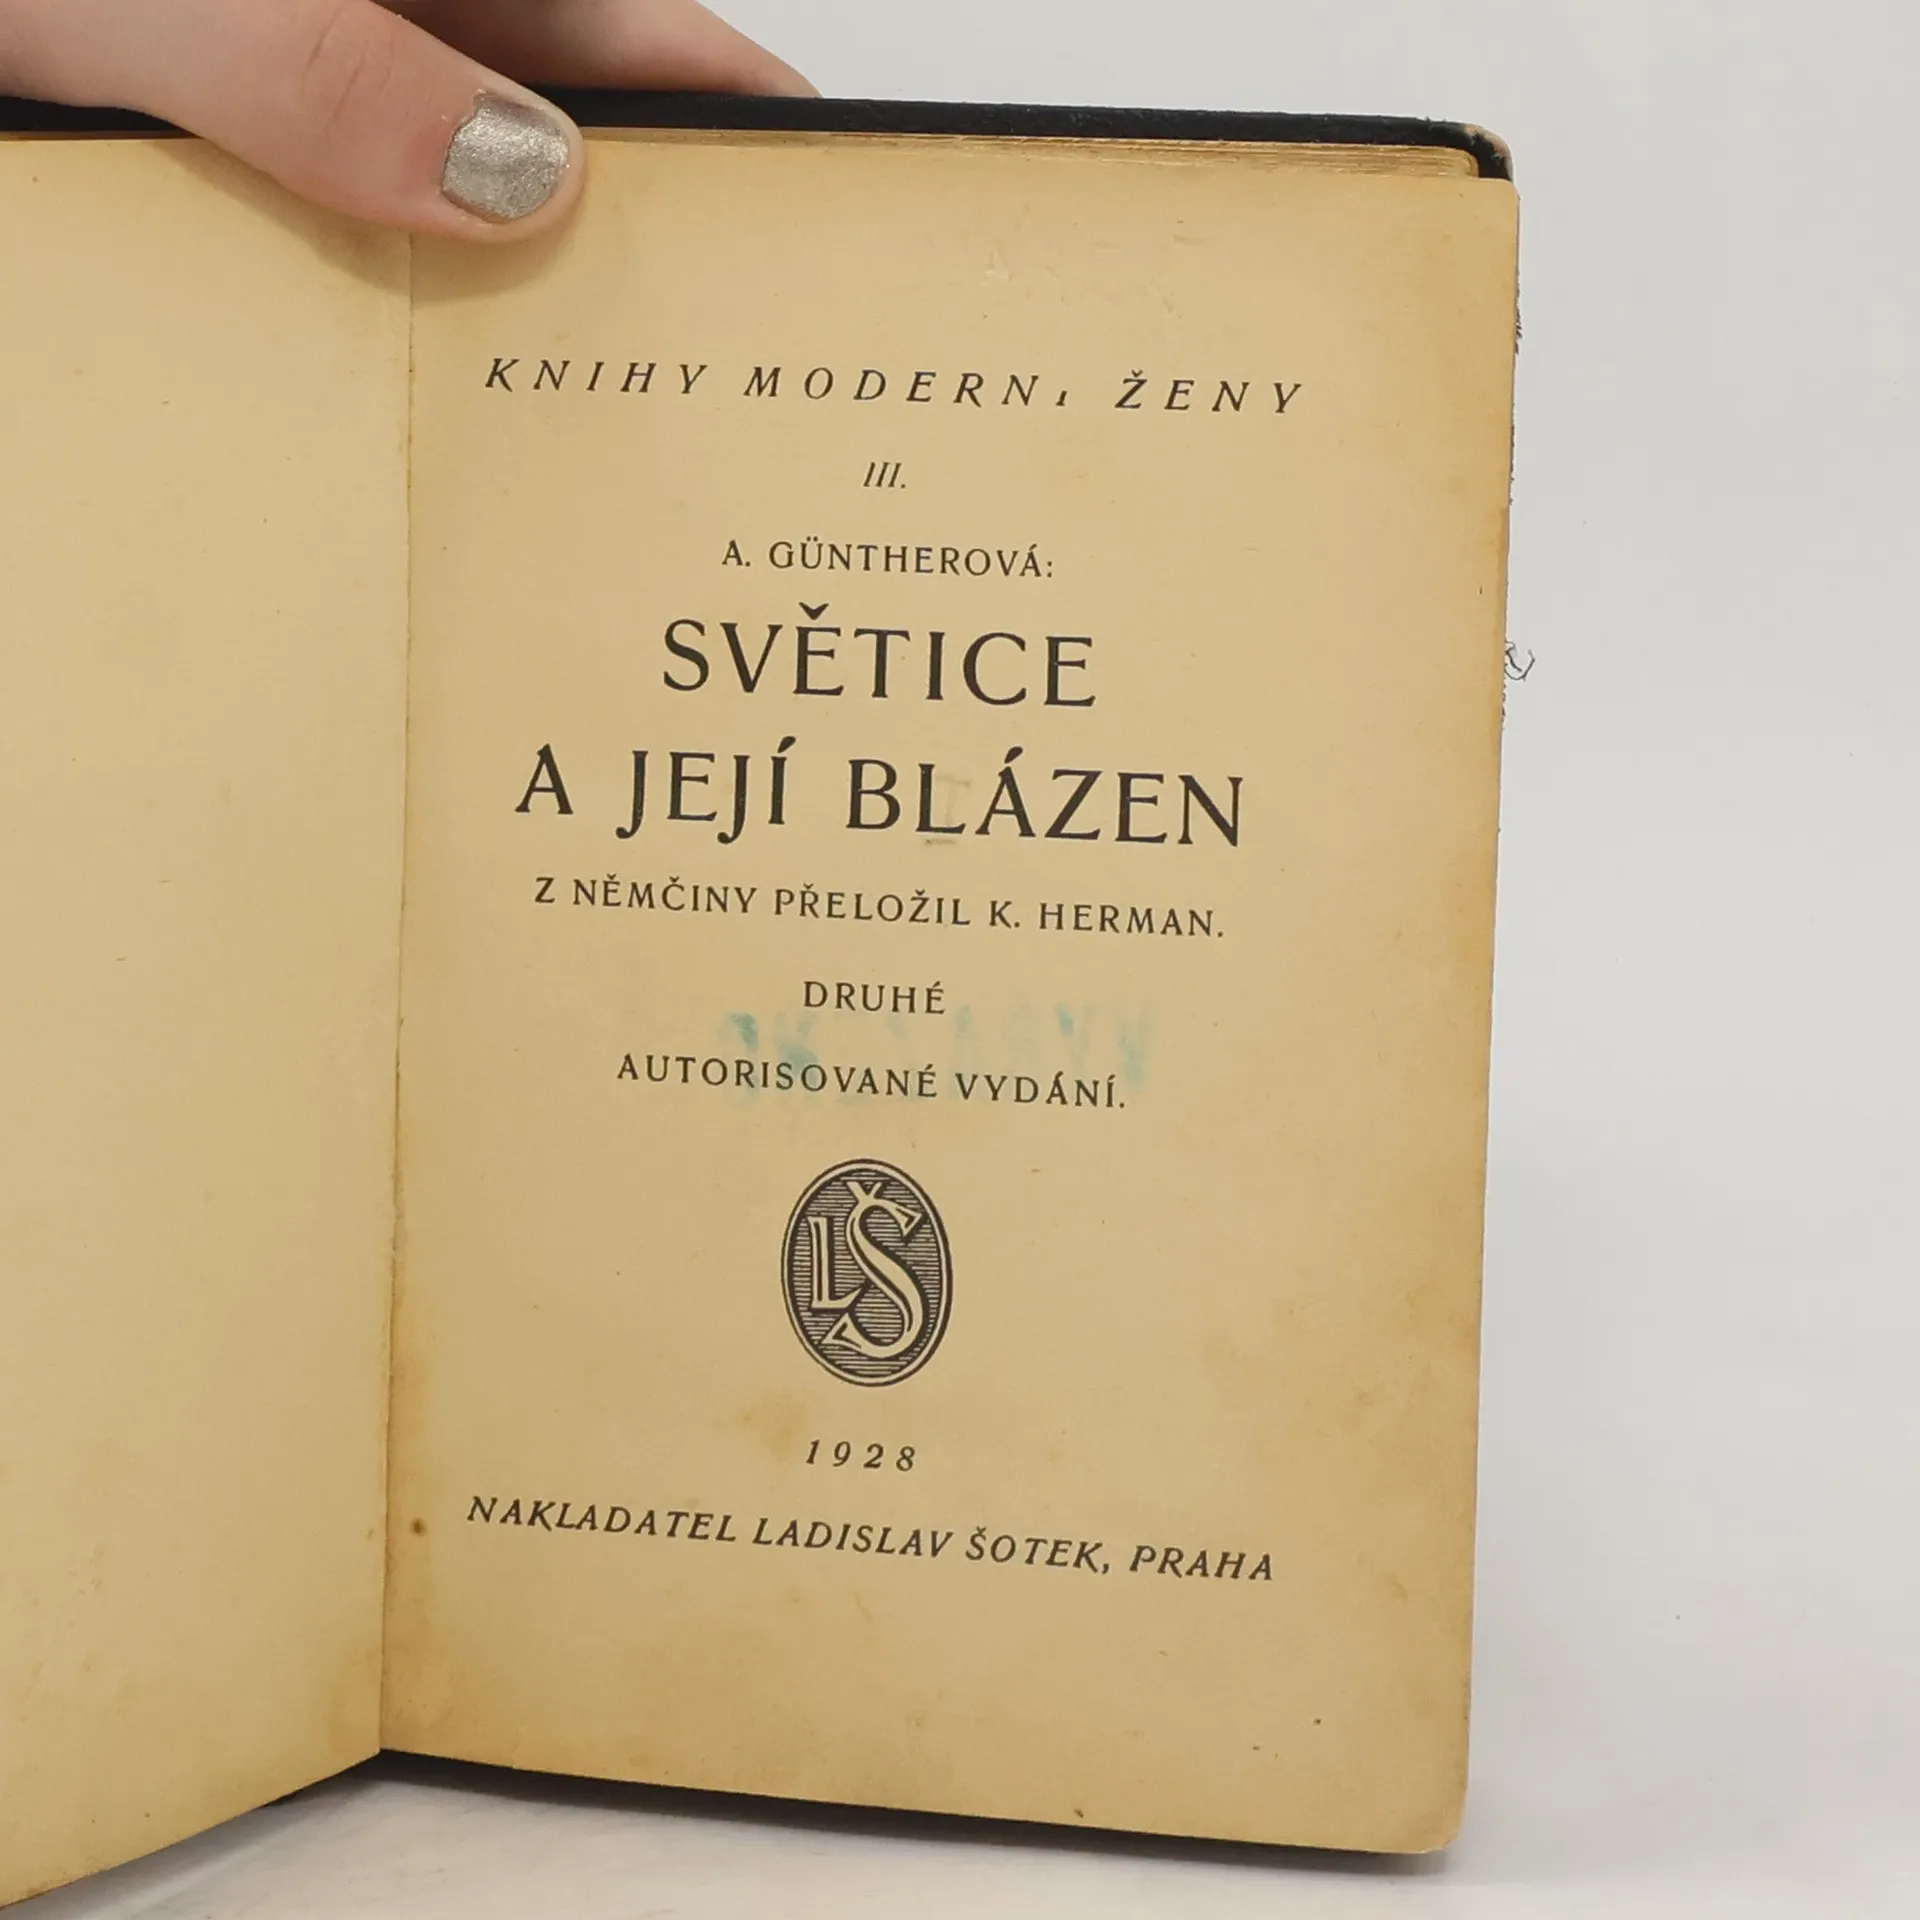 KNIHY MODERNÍ ŽENY
III.
A. GÜNTHEROVÁ:
SVĚTICE
A JEJÍ BLÁZEN
Z NĚMČINY PŘELOŽIL K. HERMAN.
DRUHÉ
AUTORISOVANÉ VYDÁNÍ.
LŠ
1928
NAKLADATEL LADISLAV ŠOTEK, PRAHA